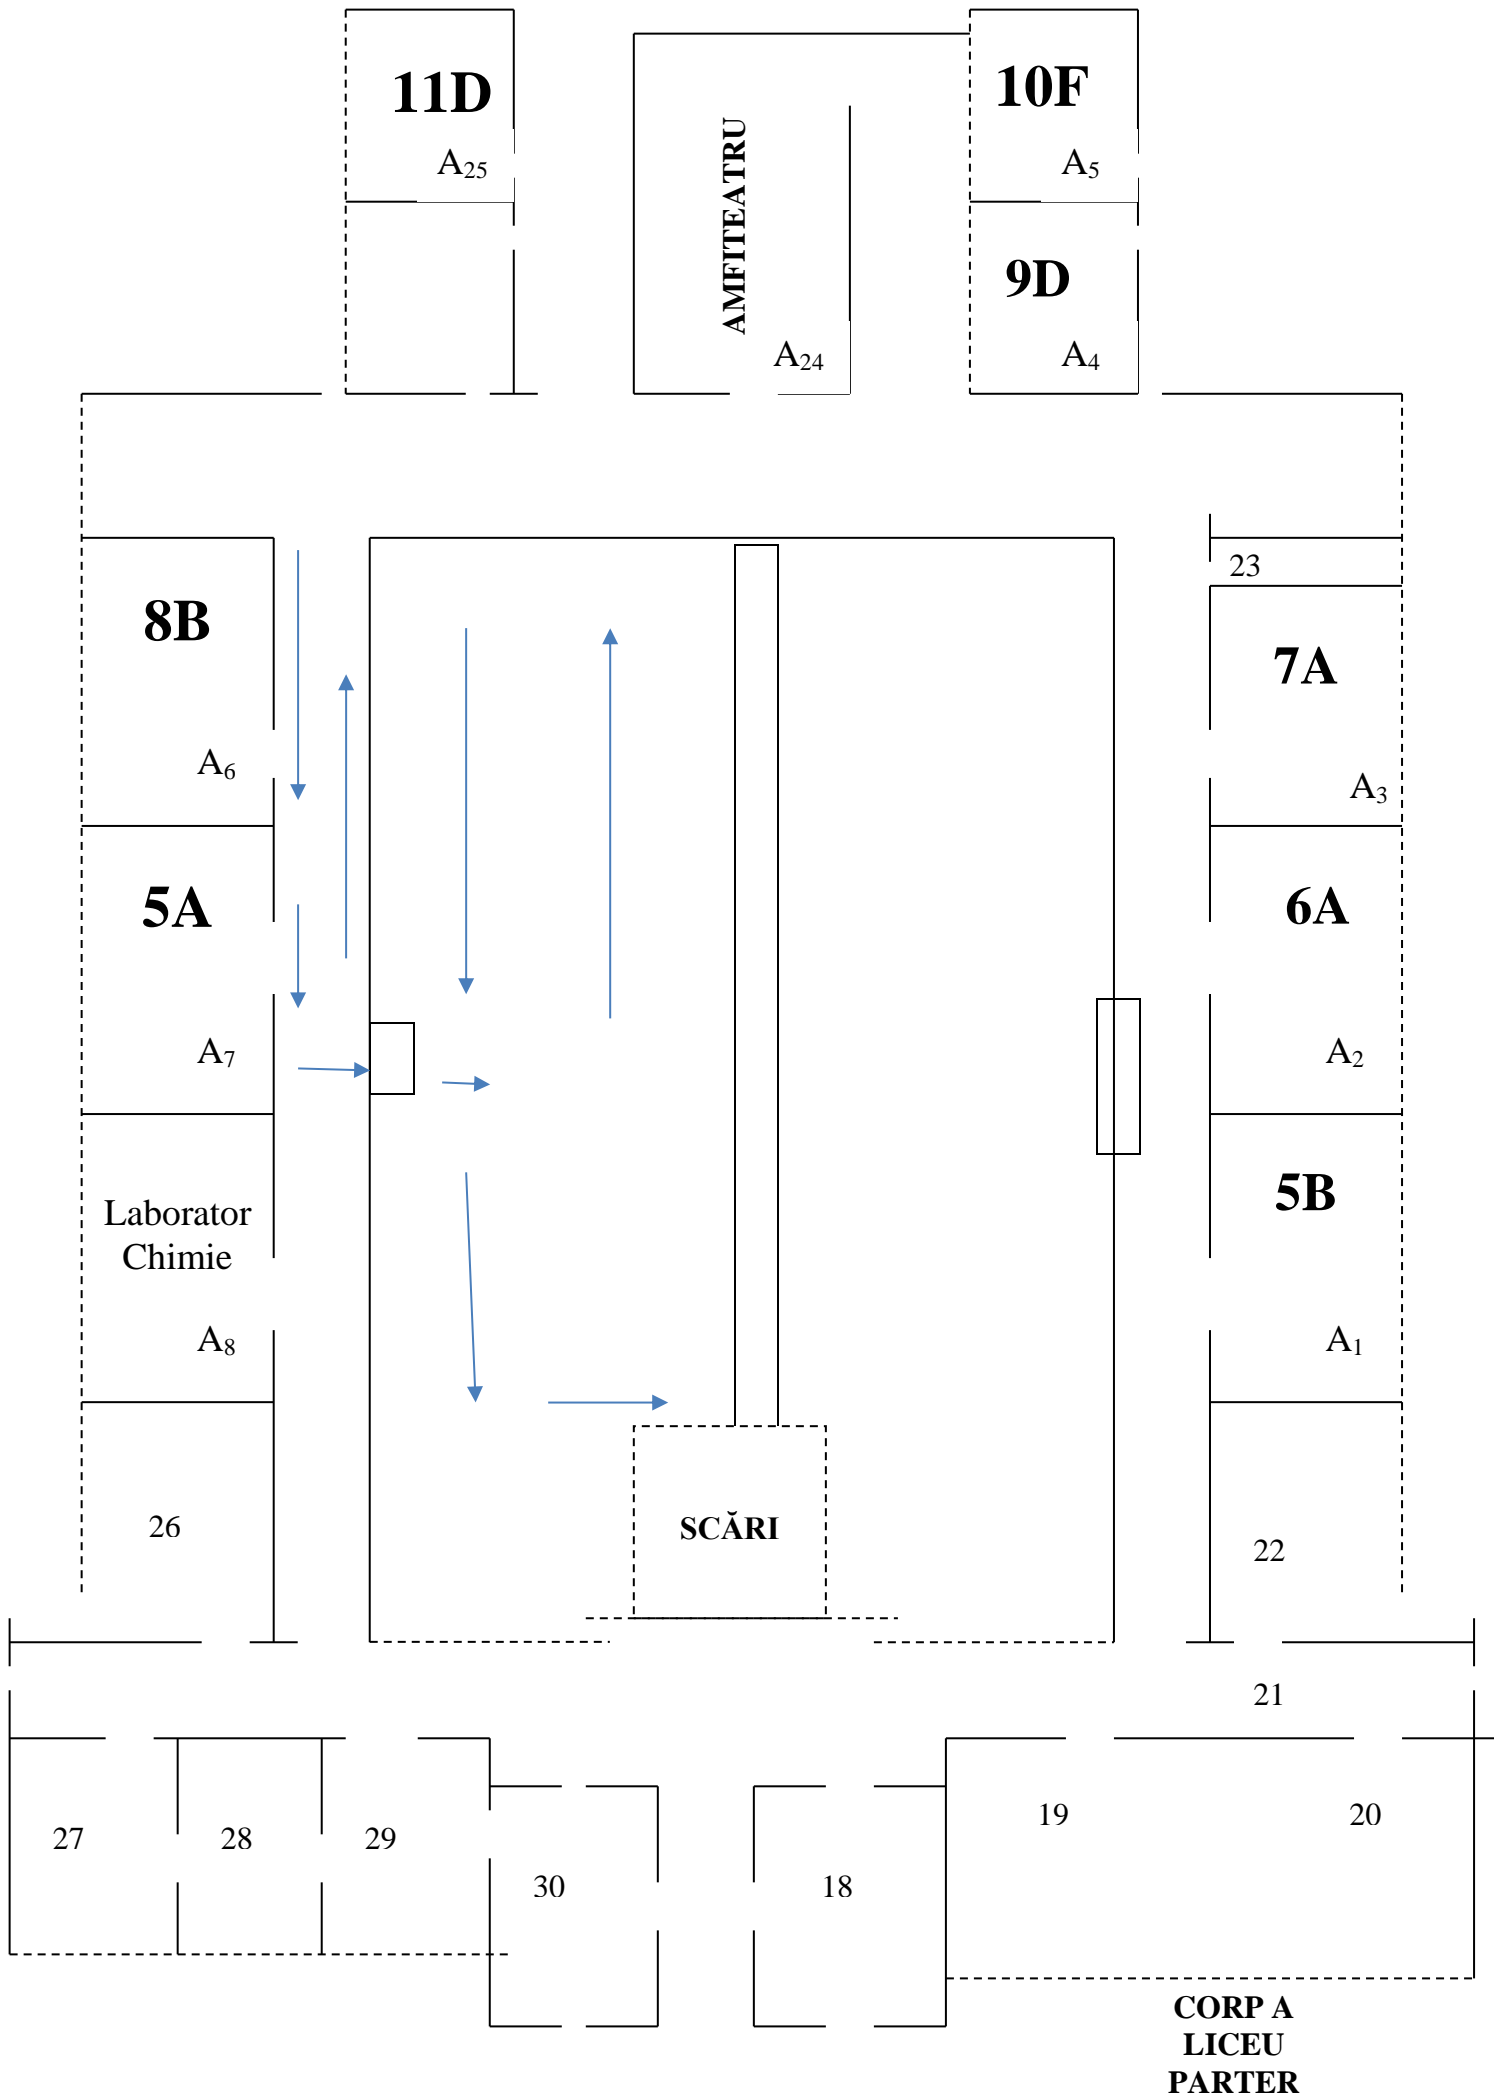 11D
A25
AMFITEATRU
A24
10F
A5
9D
A4
23
8B
A6
7A
A3
5A
A7
6A
A2
Laborator
Chimie
A8
5B
A1
26
SCĂRI
22
21
27
28
29
30
18
19
20
CORP A
LICEU
PARTER